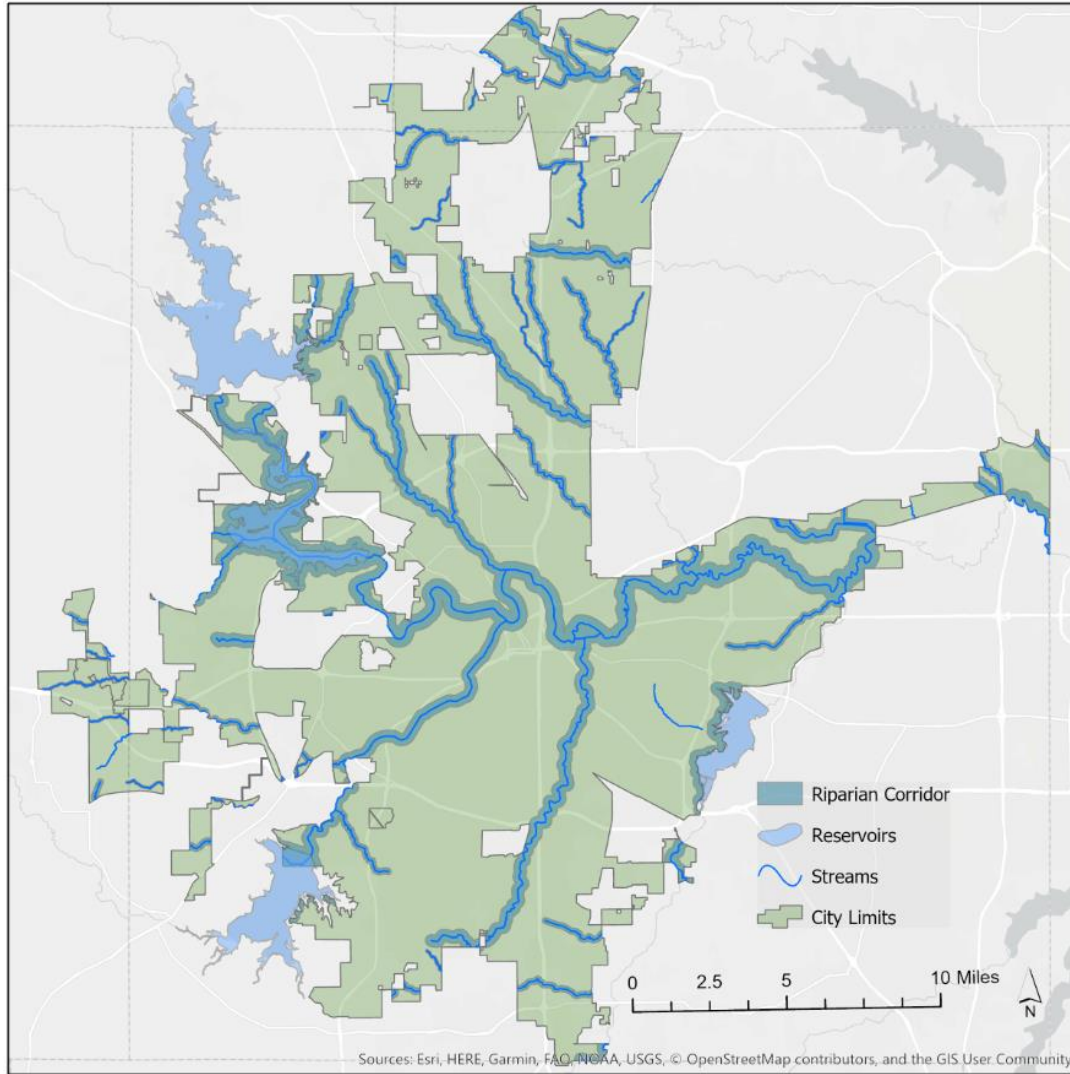 Riparian Corridor
Reservoirs
Streams
City Limits
0 2.5 5 10 Miles
N
Sources: Esri, HERE, Garmin, FAO, NOAA, USGS, © OpenStreetMap contributors, and the GIS User Community